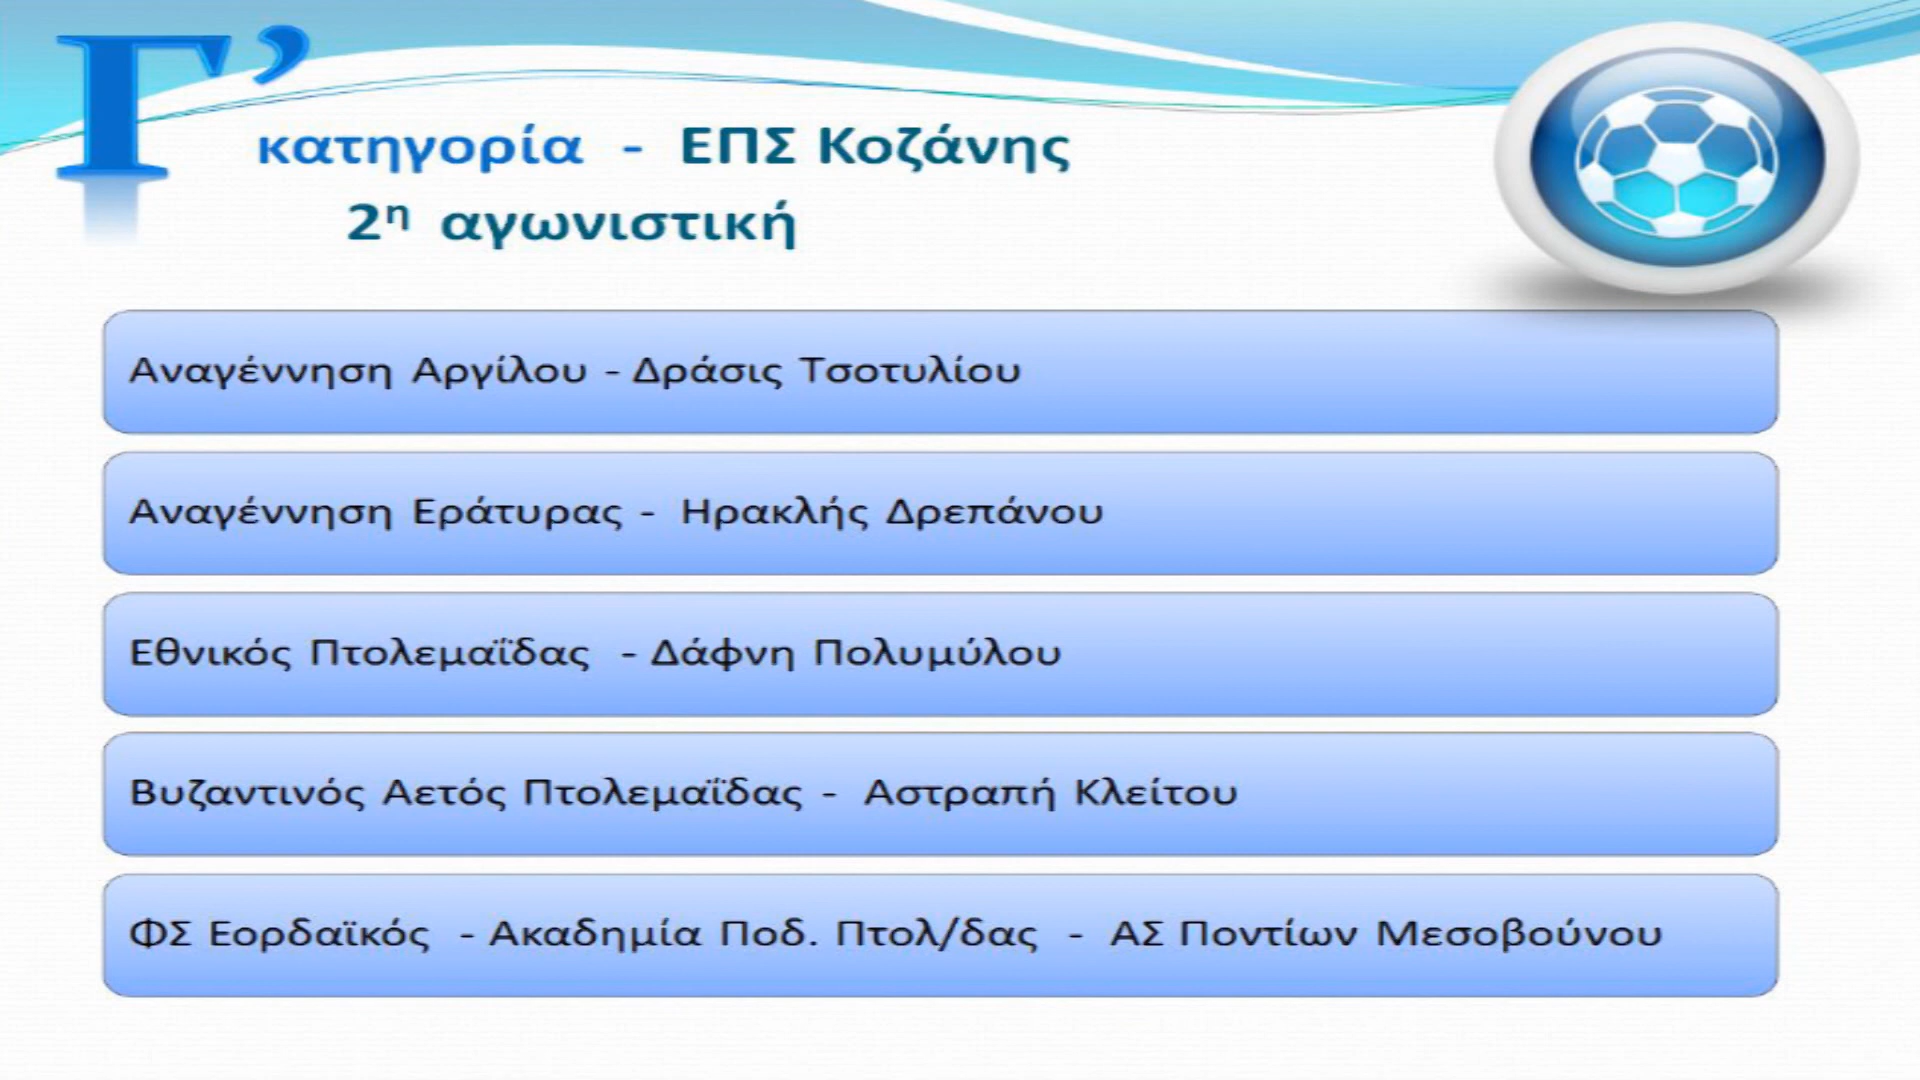 Γ’ κατηγορία - ΕΠΣ Κοζάνης
2η αγωνιστική
Αναγέννηση Αργίλου - Δράσις Τσοτυλίου
Αναγέννηση Εράτυρας - Ηρακλής Δρεπάνου
Εθνικός Πτολεμαΐδας - Δάφνη Πολυμύλου
Βυζαντινός Αετός Πτολεμαΐδας - Αστραπή Κλείτου
ΦΣ Εορδαϊκός - Ακαδημία Ποδ. Πτολ/δας - ΑΣ Ποντίων Μεσοβούνου